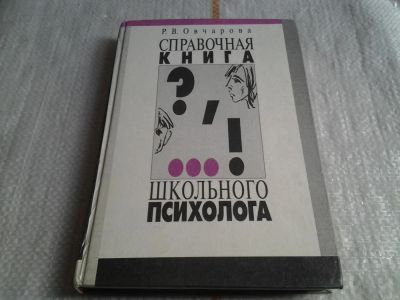 Р. В. Овчарова
СПРАВОЧНАЯ
КНИГА
? , ... !
ШКОЛЬНОГО
ПСИХОЛОГА